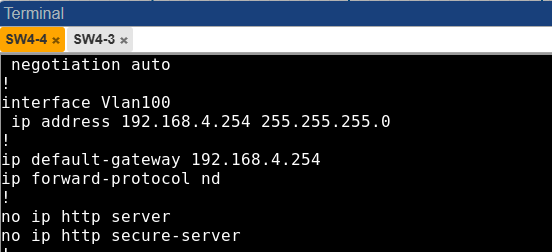 Terminal
SW4-4 × SW4-3 ×
negotiation auto
!
interface Vlan100
ip address 192.168.4.254 255.255.255.0
!
ip default-gateway 192.168.4.254
ip forward-protocol nd
!
no ip http server
no ip http secure-server
!